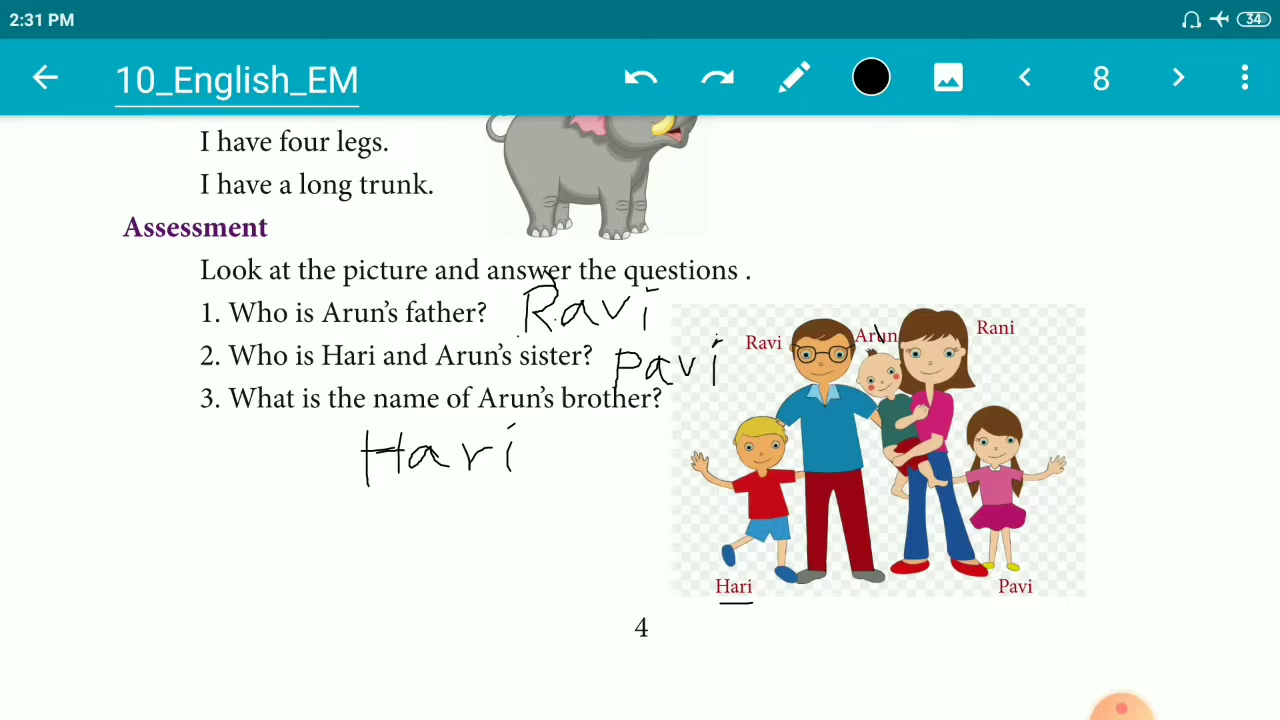 2:31 PM
34
10_English_EM
8
I have four legs.
I have a long trunk.
Assessment
Look at the picture and answer the questions .
1. Who is Arun’s father? Ravi
2. Who is Hari and Arun’s sister? Pavi
3. What is the name of Arun’s brother?
Hari
Ravi
Arun
Rani
Hari
Pavi
4